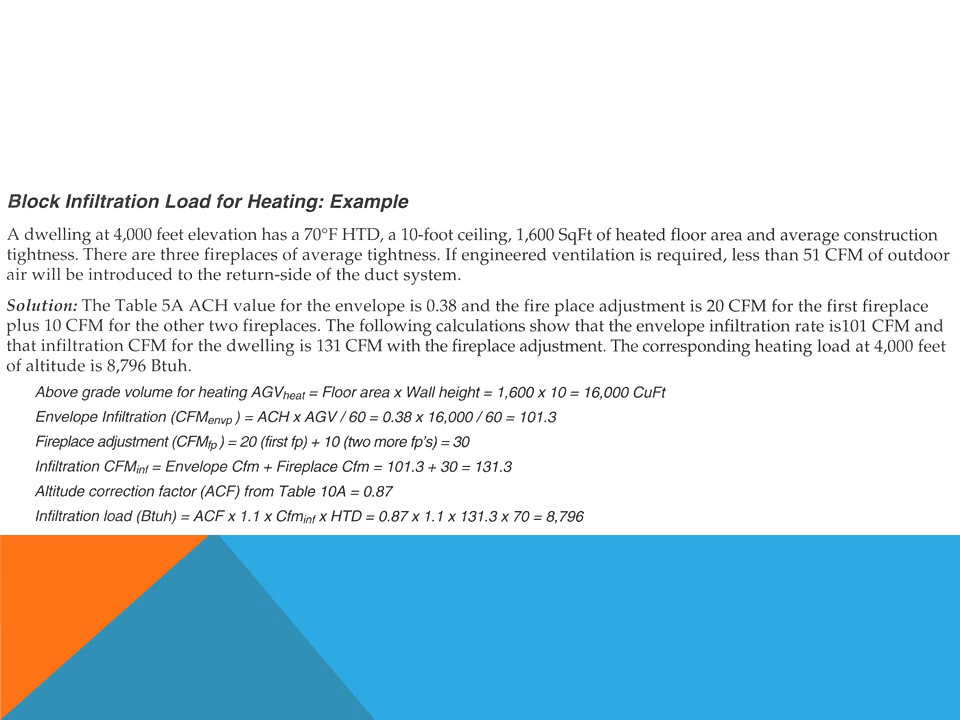 Block Infiltration Load for Heating: Example
A dwelling at 4,000 feet elevation has a 70°F HTD, a 10-foot ceiling, 1,600 SqFt of heated floor area and average construction
tightness. There are three fireplaces of average tightness. If engineered ventilation is required, less than 51 CFM of outdoor
air will be introduced to the return-side of the duct system.
Solution: The Table 5A ACH value for the envelope is 0.38 and the fire place adjustment is 20 CFM for the first fireplace
plus 10 CFM for the other two fireplaces. The following calculations show that the envelope infiltration rate is101 CFM and
that infiltration CFM for the dwelling is 131 CFM with the fireplace adjustment. The corresponding heating load at 4,000 feet
of altitude is 8,796 Btuh.
Above grade volume for heating AGVheat = Floor area x Wall height = 1,600 x 10 = 16,000 CuFt
Envelope Infiltration (CFMenvp ) = ACH x AGV / 60 = 0.38 x 16,000 / 60 = 101.3
Fireplace adjustment (CFMfp ) = 20 (first fp) + 10 (two more fp's) = 30
Infiltration CFMinf = Envelope Cfm + Fireplace Cfm = 101.3 + 30 = 131.3
Altitude correction factor (ACF) from Table 10A = 0.87
Infiltration load (Btuh) = ACF x 1.1 x Cfminf x HTD = 0.87 x 1.1 x 131.3 x 70 = 8,796